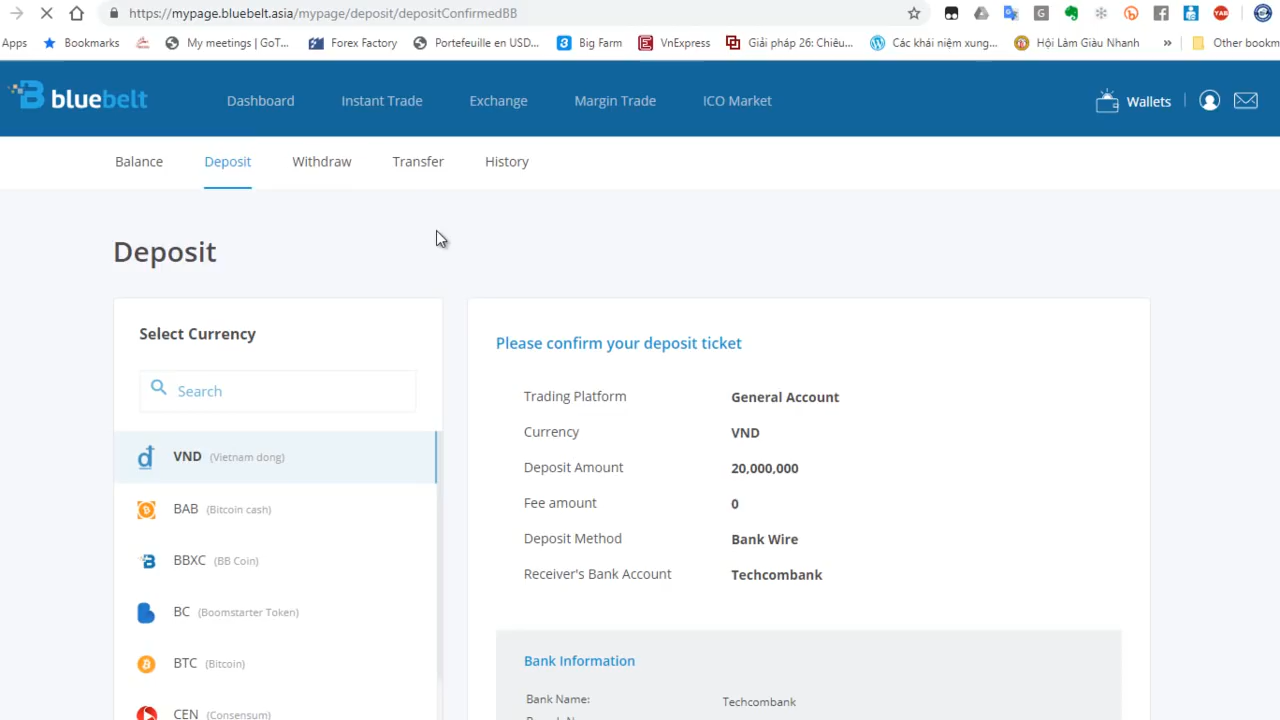 https://mypage.bluebelt.asia/mypage/deposit/depositConfirmedBB
Apps Bookmarks My meetings | GoT... Forex Factory Portefeuille en USD... Big Farm VnExpress Giải pháp 26: Chiêu... Các khái niệm xung... Hội Làm Giàu Nhanh » Other bookm
bluebelt Dashboard Instant Trade Exchange Margin Trade ICO Market Wallets
Balance Deposit Withdraw Transfer History
Deposit
Select Currency
Search
VND (Vietnam dong)
BAB (Bitcoin cash)
BBXC (BB Coin)
BC (Boomstarter Token)
BTC (Bitcoin)
CEN (Consensum)
Please confirm your deposit ticket
Trading Platform General Account
Currency VND
Deposit Amount 20,000,000
Fee amount 0
Deposit Method Bank Wire
Receiver's Bank Account Techcombank
Bank Information
Bank Name: Techcombank